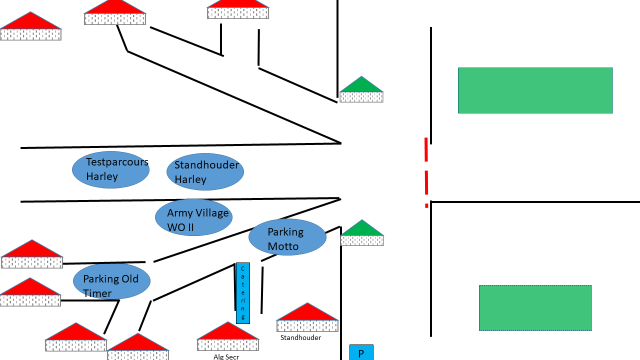 Testparcours
Harley
Standhouder
Harley
Army Village
WO II
Parking
Motto
Parking Old
Timer
Catering
Standhouder
Alg Secr
P